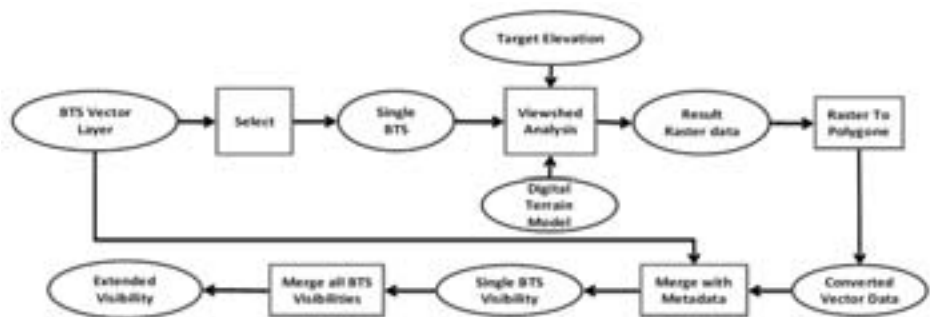 Target Elevation
BTS Vector
Layer
Select
Single
BTS
Viewshed
Analysis
Result
Raster data
Raster To
Polygone
Digital
Terrain
Model
Extended
Visibility
Merge all BTS
Visibilities
Single BTS
Visibility
Merge with
Metadata
Converted
Vector Data